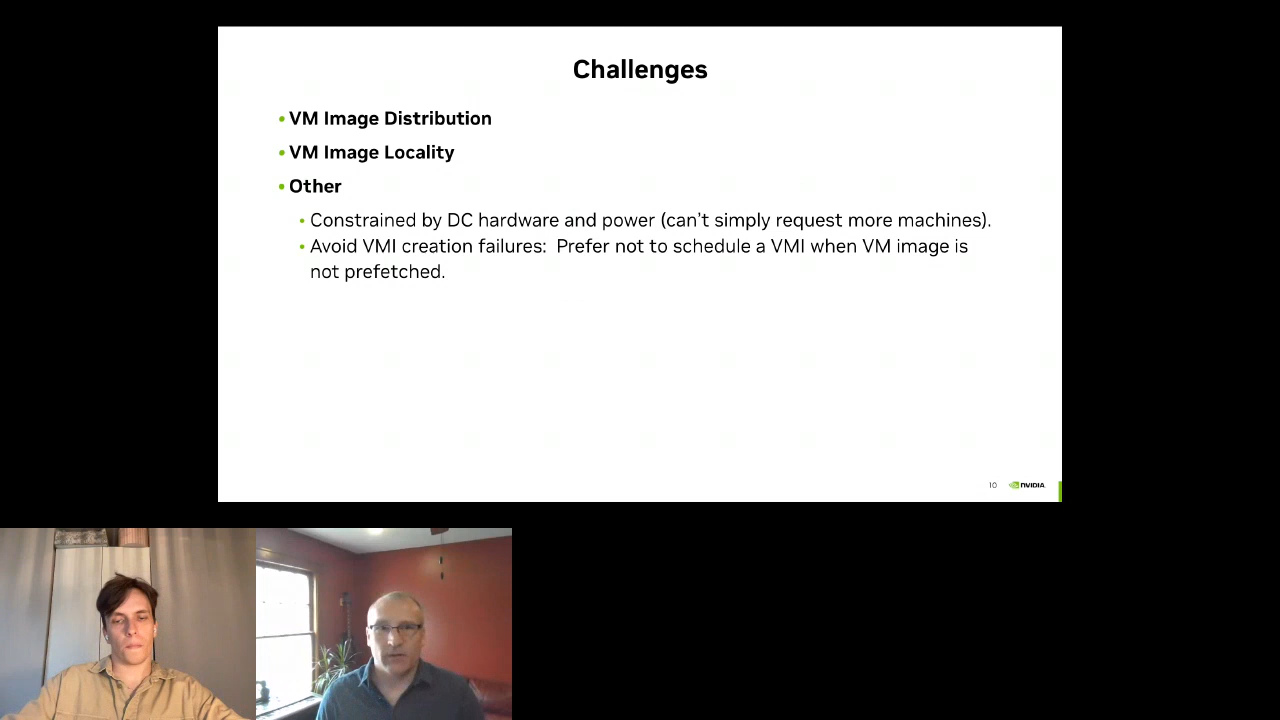 Challenges
• VM Image Distribution
• VM Image Locality
• Other
• Constrained by DC hardware and power (can't simply request more machines).
• Avoid VMI creation failures:  Prefer not to schedule a VMI when VM image is
not prefetched.
10 NVIDIA